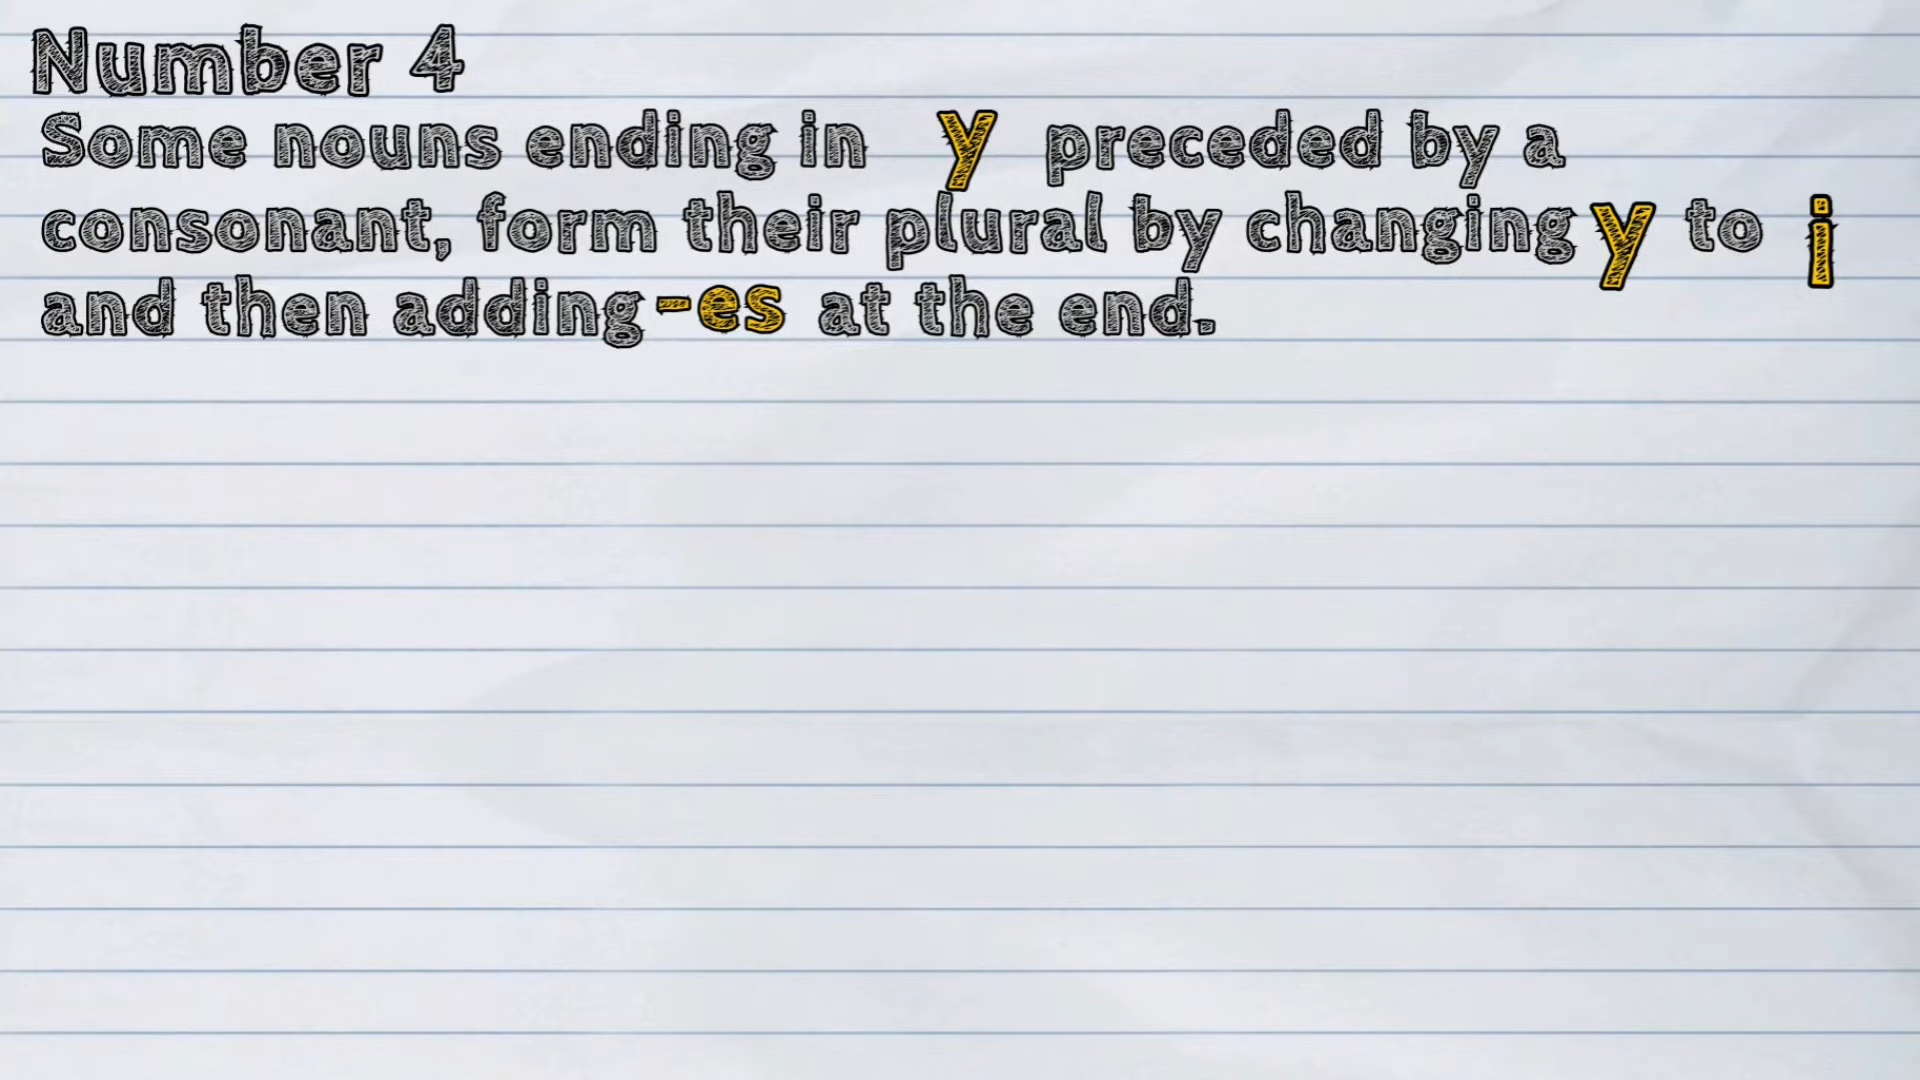 Number 4
Some nouns ending in y preceded by a
consonant, form their plural by changing y to i
and then adding -es at the end.